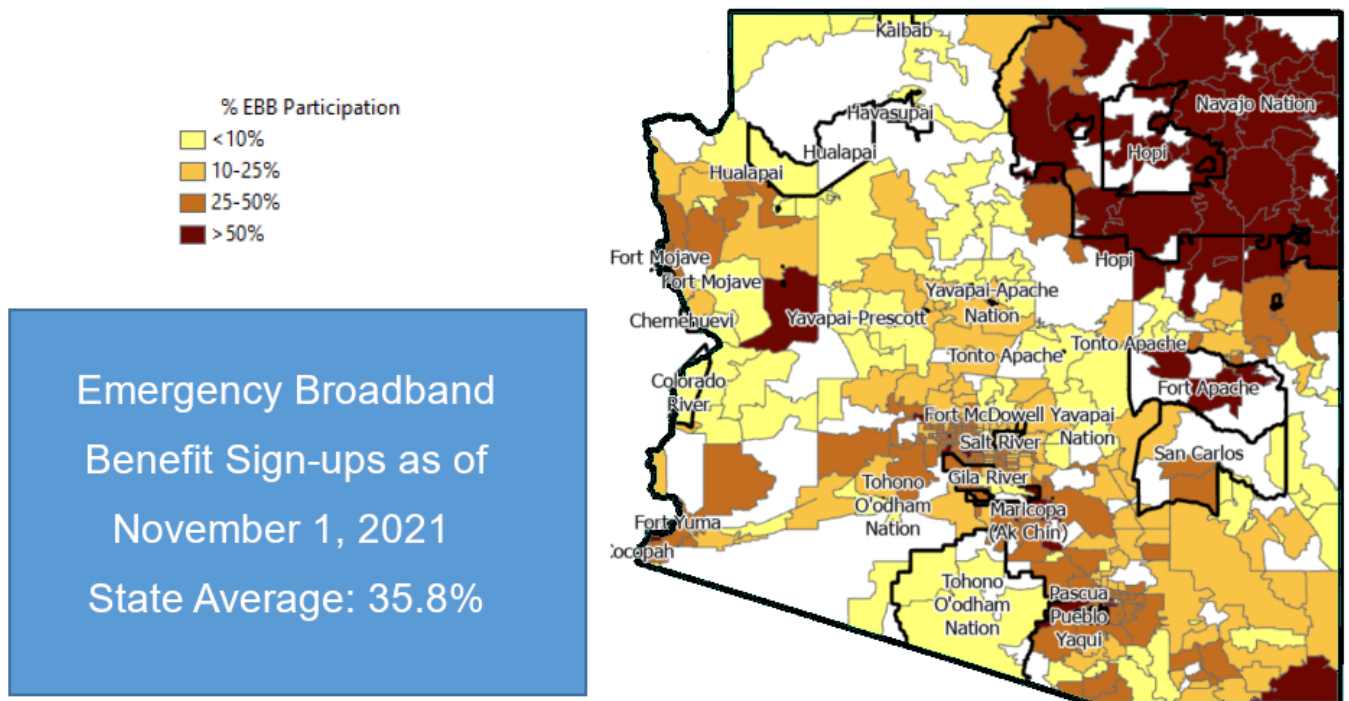 % EBB Participation
<10%
10-25%
25-50%
>50%
Emergency Broadband
Benefit Sign-ups as of
November 1, 2021
State Average: 35.8%
Kaibab
Navajo Nation
Havasupai
Hualapai
Hopi
Hualapai
Fort Mojave
Hopi
Fort Mojave
Yavapai-Apache
Nation
Chemehuevi
Yavapai-Prescott
Tonto Apache
Tonto Apache
Colorado
River
Fort Apache
Fort McDowell Yavapai
Nation
Salt River
San Carlos
Gila River
Tohono
O'odham
Nation
Maricopa
(Ak Chin)
Fort Yuma
Cocopah
Tohono
O'odham
Nation
Pascua
Pueblo
Yaqui